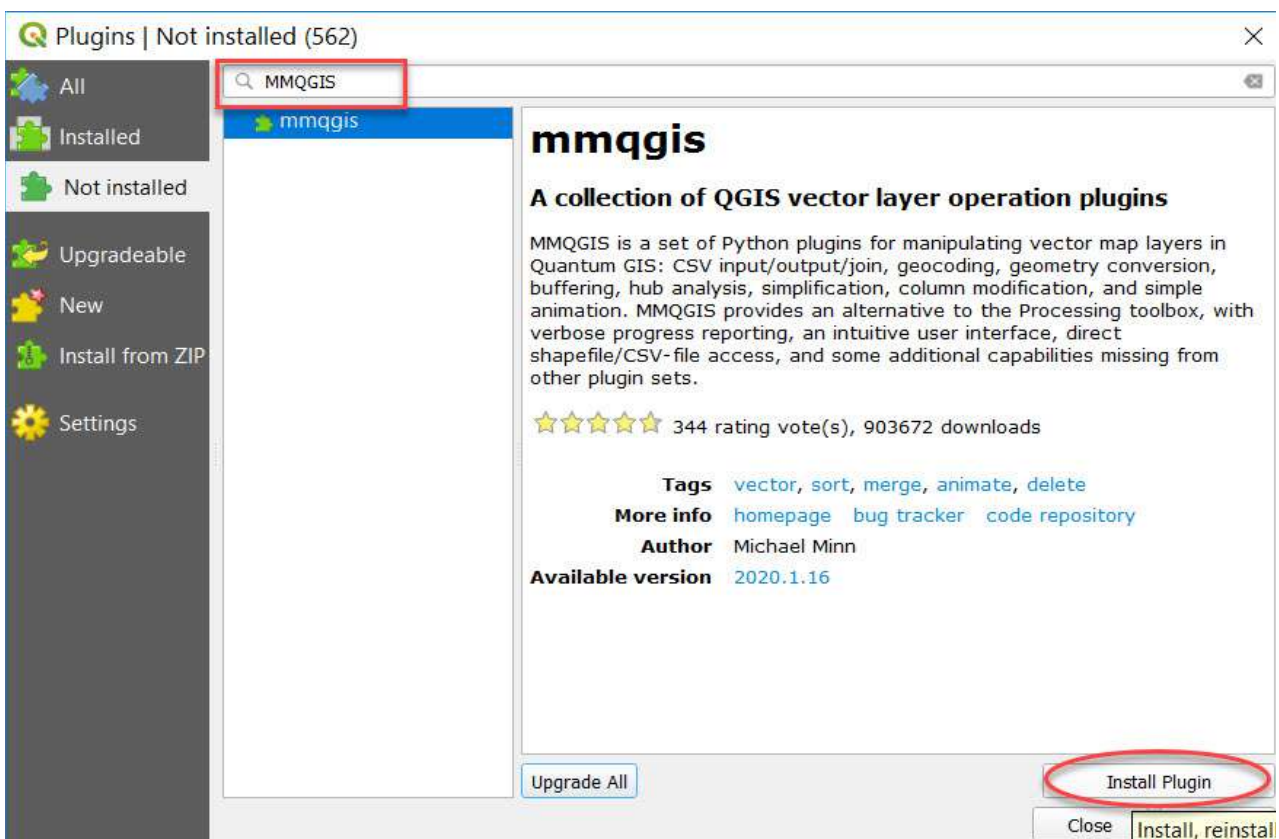 Plugins | Not installed (562)
All
Installed
Not installed
Upgradeable
New
Install from ZIP
Settings
MMQGIS
mmqgis
mmqgis
A collection of QGIS vector layer operation plugins
MMQGIS is a set of Python plugins for manipulating vector map layers in
Quantum GIS: CSV input/output/join, geocoding, geometry conversion,
buffering, hub analysis, simplification, column modification, and simple
animation. MMQGIS provides an alternative to the Processing toolbox, with
verbose progress reporting, an intuitive user interface, direct
shapefile/CSV-file access, and some additional capabilities missing from
other plugin sets.
344 rating vote(s), 903672 downloads
Tags vector, sort, merge, animate, delete
More info homepage bug tracker code repository
Author Michael Minn
Available version 2020.1.16
Upgrade All
Install Plugin
Close
Install, reinstal